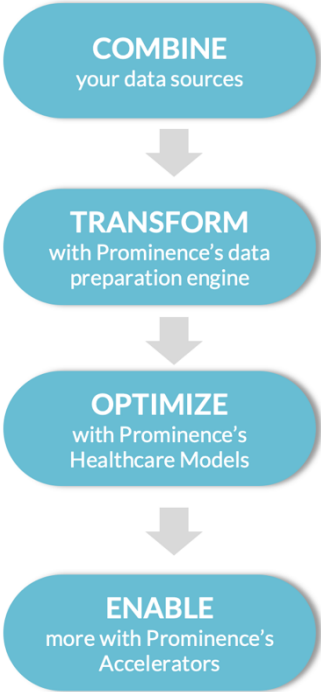 COMBINE
your data sources
TRANSFORM
with Prominence's data
preparation engine
OPTIMIZE
with Prominence's
Healthcare Models
ENABLE
more with Prominence's
Accelerators